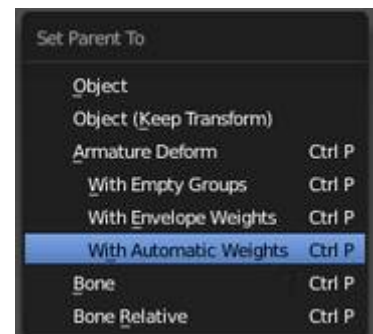 Set Parent To
Object
Object (Keep Transform)
Armature Deform Ctrl P
With Empty Groups Ctrl P
With Envelope Weights Ctrl P
With Automatic Weights Ctrl P
Bone Ctrl P
Bone Relative Ctrl P